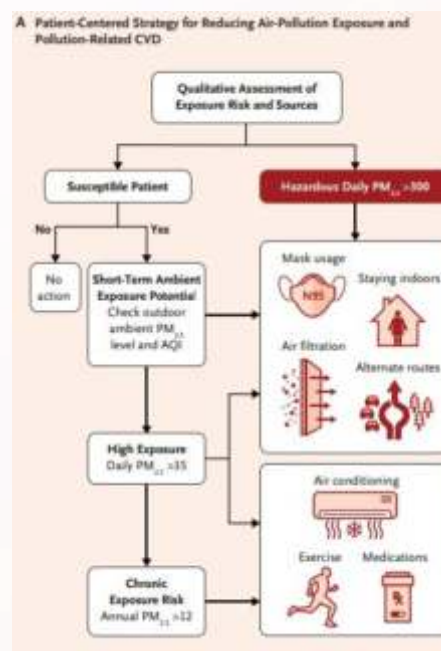 A Patient-Centered Strategy for Reducing Air-Pollution Exposure and
Pollution-Related CVD
Qualitative Assessment of
Exposure Risk and Sources
Susceptible Patient
Hazardous Daily PM2.5 >300
No
Yes
No
action
Short-Term Ambient
Exposure Potential
Check outdoor
ambient PM2.5
level and AQI
Mask usage
N95
Staying indoors
Air filtration
Alternate routes
High Exposure
Daily PM2.5 >35
Air conditioning
Exercise
Medications
Rx
Chronic
Exposure Risk
Annual PM2.5 >12